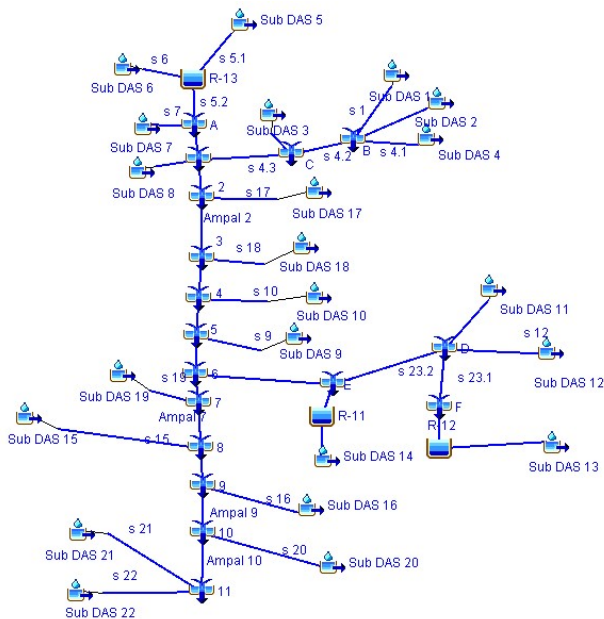 Sub DAS 5
s 6
s 5.1
Sub DAS 6
R-13
Sub DAS 1
s 5.2
s 1
s 7
A
Sub DAS 3
Sub DAS 2
Sub DAS 7
s 4.3
C
s 4.2
B
s 4.1
Sub DAS 4
Sub DAS 8
2
s 17
Sub DAS 17
Ampal 2
3
s 18
Sub DAS 18
4
s 10
Sub DAS 10
Sub DAS 11
5
s 9
Sub DAS 9
s 12
D
s 19
6
E
s 23.2
s 23.1
Sub DAS 12
Sub DAS 19
7
Ampal 7
R-11
F
R-12
Sub DAS 15
s 15
8
Sub DAS 14
Sub DAS 13
9
s 16
Sub DAS 16
Ampal 9
s 21
10
s 20
Sub DAS 21
Ampal 10
Sub DAS 20
s 22
11
Sub DAS 22